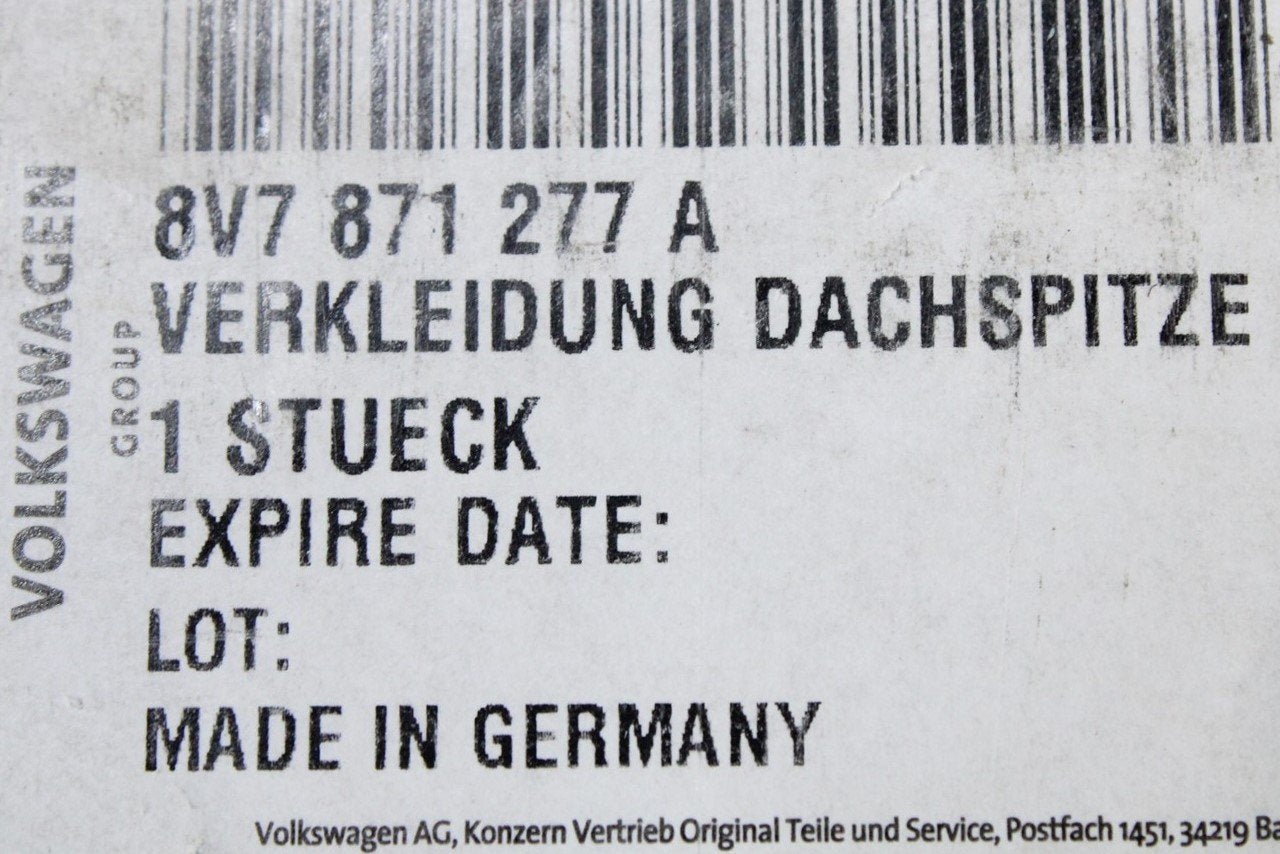 8V7 871 277 A
VERKLEIDUNG DACHSPITZE
1 STUECK
EXPIRE DATE:
LOT:
MADE IN GERMANY
VOLKSWAGEN
GROUP
Volkswagen AG, Konzern Vertrieb Original Teile und Service, Postfach 1451, 34219